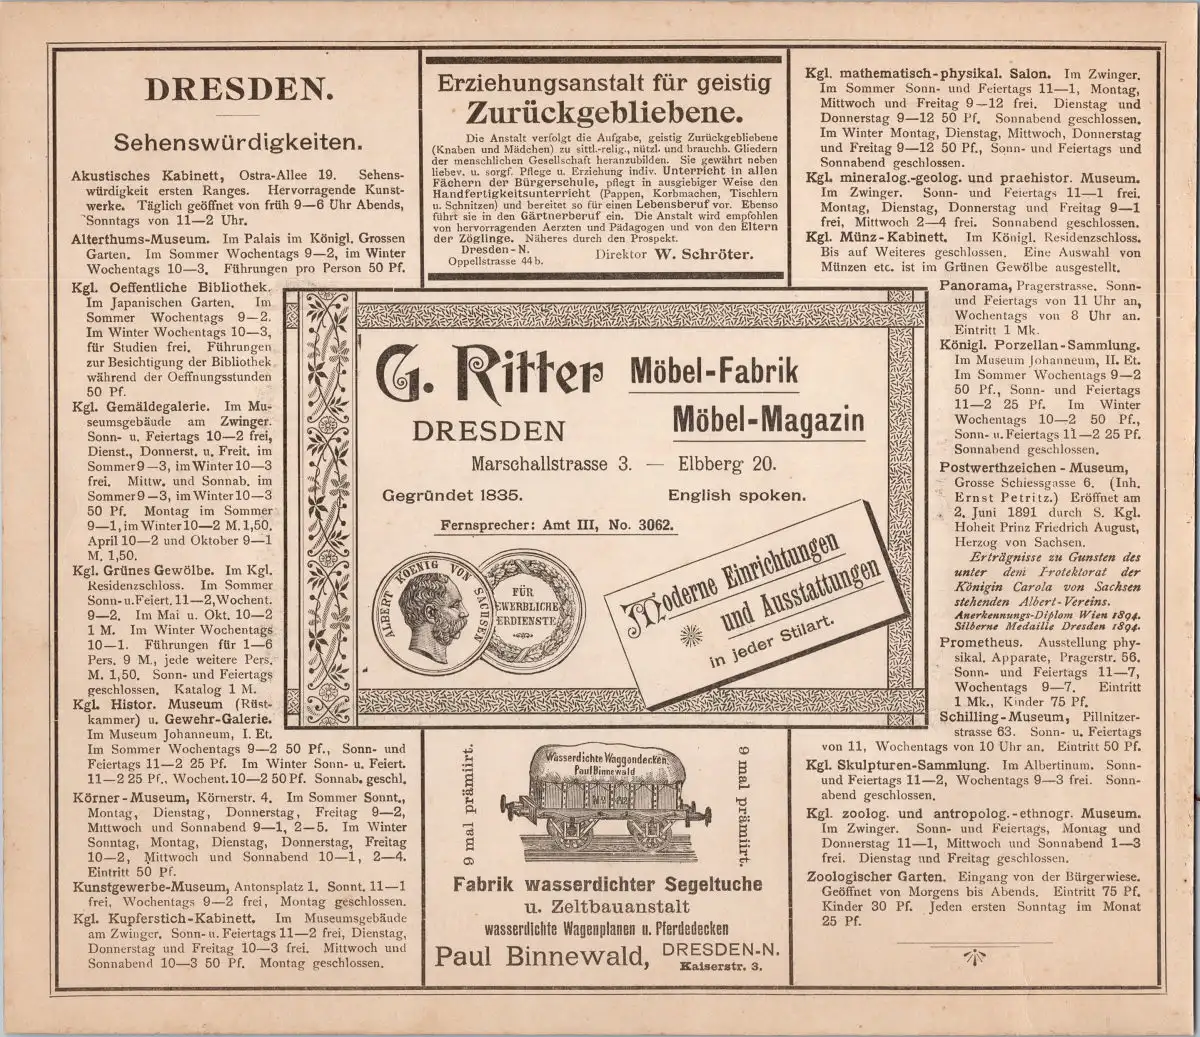 DRESDEN.
Sehenswürdigkeiten.
Akustisches Kabinett, Ostra-Allee 19. Sehens-
würdigkeit ersten Ranges. Hervorragende Kunst-
werke. Täglich geöffnet von früh 9—6 Uhr Abends,
Sonntags von 11—2 Uhr.
Alterthums-Museum. Im Palais im Königl. Grossen
Garten. Im Sommer Wochentags 9—2, im Winter
Wochentags 10—3. Führungen pro Person 50 Pf.
Kgl. Oeffentliche Bibliothek.
Im Japanischen Garten. Im
Sommer Wochentags 9—2.
Im Winter Wochentags 10—3,
für Studien frei. Führungen
zur Besichtigung der Bibliothek
während der Oeffnungsstunden
50 Pf.
Kgl. Gemäldegalerie. Im Mu-
seumsgebäude am Zwinger.
Sonn- u. Feiertags 10—2 frei,
Dienst., Donnerst. u. Freit. im
Sommer 9—3, im Winter 10—3
frei. Mittw. und Sonnab. im
Sommer 9—3, im Winter 10—3
50 Pf. Montag im Sommer
9—1, im Winter 10—2 M. 1,50.
April 10—2 und Oktober 9—1
M. 1,50.
Kgl. Grünes Gewölbe. Im Kgl.
Residenzschloss. Im Sommer
Sonn- u. Feiert. 11—2, Wochent.
9—2. Im Mai u. Okt. 10—2
1 M. Im Winter Wochentags
10—1. Führungen für 1—6
Pers. 9 M., jede weitere Pers.
M. 1,50. Sonn- und Feiertags
geschlossen. Katalog 1 M.
Kgl. Histor. Museum (Rüst-
kammer) u. Gewehr-Galerie.
Im Museum Johanneum, I. Et.
Im Sommer Wochentags 9—2 50 Pf., Sonn- und
Feiertags 11—2 25 Pf. Im Winter Sonn- u. Feiert.
11—2 25 Pf., Wochent. 10—2 50 Pf. Sonnab. geschl.
Körner-Museum, Körnerstr. 4. Im Sommer Sonnt.,
Montag, Dienstag, Donnerstag, Freitag 9—2,
Mittwoch und Sonnabend 9—1, 2—5. Im Winter
Sonntag, Montag, Dienstag, Donnerstag, Freitag
10—2, Mittwoch und Sonnabend 10—1, 2—4.
Eintritt 50 Pf.
Kunstgewerbe-Museum, Antonsplatz 1. Sonnt. 11—1
frei, Wochentags 9—2 frei, Montag geschlossen.
Kgl. Kupferstich-Kabinett. Im Museumsgebäude
am Zwinger. Sonn- u. Feiertags 11—2 frei, Dienstag,
Donnerstag und Freitag 10—3 frei. Mittwoch und
Sonnabend 10—3 50 Pf. Montag geschlossen.
Erziehungsanstalt für geistig
Zurückgebliebene.
Die Anstalt verfolgt die Aufgabe, geistig Zurückgebliebene
(Knaben und Mädchen) zu sittl.-relig., nützl. und brauchb. Gliedern
der menschlichen Gesellschaft heranzubilden. Sie gewährt neben
liebev. u. sorgf. Pflege u. Erziehung indiv. Unterricht in allen
Fächern der Bürgerschule, pflegt in ausgiebiger Weise den
Handfertigkeitsunterricht (Pappen, Korbmachen, Tischlern
u. Schnitzen) und bereitet so für einen Lebensberuf vor. Ebenso
führt sie in den Gärtnerberuf ein. Die Anstalt wird empfohlen
von hervorragenden Aerzten und Pädagogen und von den Eltern
der Zöglinge. Näheres durch den Prospekt.
Dresden-N.
Oppellstrasse 44 b.
Direktor W. Schröter.
G. Ritter
Möbel-Fabrik
DRESDEN
Möbel-Magazin
Marschallstrasse 3. — Elbberg 20.
Gegründet 1835.
English spoken.
Fernsprecher: Amt III, No. 3062.
ALBERT KOENIG VON SACHSEN
FÜR
EWERBLICHE
ERDIENSTE
Moderne Einrichtungen
und Ausstattungen
in jeder Stilart.
9 mal prämiirt.
Wasserdichte Waggondecken.
Paul Binnewald
9 mal prämiirt.
Fabrik wasserdichter Segeltuche
u. Zeltbauanstalt
wasserdichte Wagenplanen u. Pferdedecken
Paul Binnewald, DRESDEN-N.
Kaiserstr. 3.
Kgl. mathematisch-physikal. Salon. Im Zwinger.
Im Sommer Sonn- und Feiertags 11—1, Montag,
Mittwoch und Freitag 9—12 frei. Dienstag und
Donnerstag 9—12 50 Pf. Sonnabend geschlossen.
Im Winter Montag, Dienstag, Mittwoch, Donnerstag
und Freitag 9—12 50 Pf., Sonn- und Feiertags und
Sonnabend geschlossen.
Kgl. mineralog.-geolog. und praehistor. Museum.
Im Zwinger. Sonn- und Feiertags 11—1 frei.
Montag, Dienstag, Donnerstag und Freitag 9—1
frei, Mittwoch 2—4 frei. Sonnabend geschlossen.
Kgl. Münz-Kabinett. Im Königl. Residenzschloss.
Bis auf Weiteres geschlossen. Eine Auswahl von
Münzen etc. ist im Grünen Gewölbe ausgestellt.
Panorama, Pragerstrasse. Sonn-
und Feiertags von 11 Uhr an,
Wochentags von 8 Uhr an.
Eintritt 1 Mk.
Königl. Porzellan-Sammlung.
Im Museum Johanneum, II. Et.
Im Sommer Wochentags 9—2
50 Pf., Sonn- und Feiertags
11—2 25 Pf. Im Winter
Wochentags 10—2 50 Pf.,
Sonn- u. Feiertags 11—2 25 Pf.
Sonnabend geschlossen.
Postwerthzeichen-Museum,
Grosse Schiessgasse 6. (Inh.
Ernst Petritz.) Eröffnet am
2. Juni 1891 durch S. Kgl.
Hoheit Prinz Friedrich August,
Herzog von Sachsen.
Erträgnisse zu Gunsten des
unter dem Protektorat der
Königin Carola von Sachsen
stehenden Albert-Vereins.
Anerkennungs-Diplom Wien 1894.
Silberne Medaille Dresden 1894.
Prometheus. Ausstellung phy-
sikal. Apparate, Pragerstr. 56.
Sonn- und Feiertags 11—7,
Wochentags 9—7. Eintritt
1 Mk., Kinder 75 Pf.
Schilling-Museum, Pillnitzer-
strasse 63. Sonn- u. Feiertags
von 11, Wochentags von 10 Uhr an. Eintritt 50 Pf.
Kgl. Skulpturen-Sammlung. Im Albertinum. Sonn-
und Feiertags 11—2, Wochentags 9—3 frei. Sonn-
abend geschlossen.
Kgl. zoolog. und antropolog.-ethnogr. Museum.
Im Zwinger. Sonn- und Feiertags, Montag und
Donnerstag 11—1, Mittwoch und Sonnabend 1—3
frei. Dienstag und Freitag geschlossen.
Zoologischer Garten. Eingang von der Bürgerwiese.
Geöffnet von Morgens bis Abends. Eintritt 75 Pf.
Kinder 30 Pf. Jeden ersten Sonntag im Monat
25 Pf.